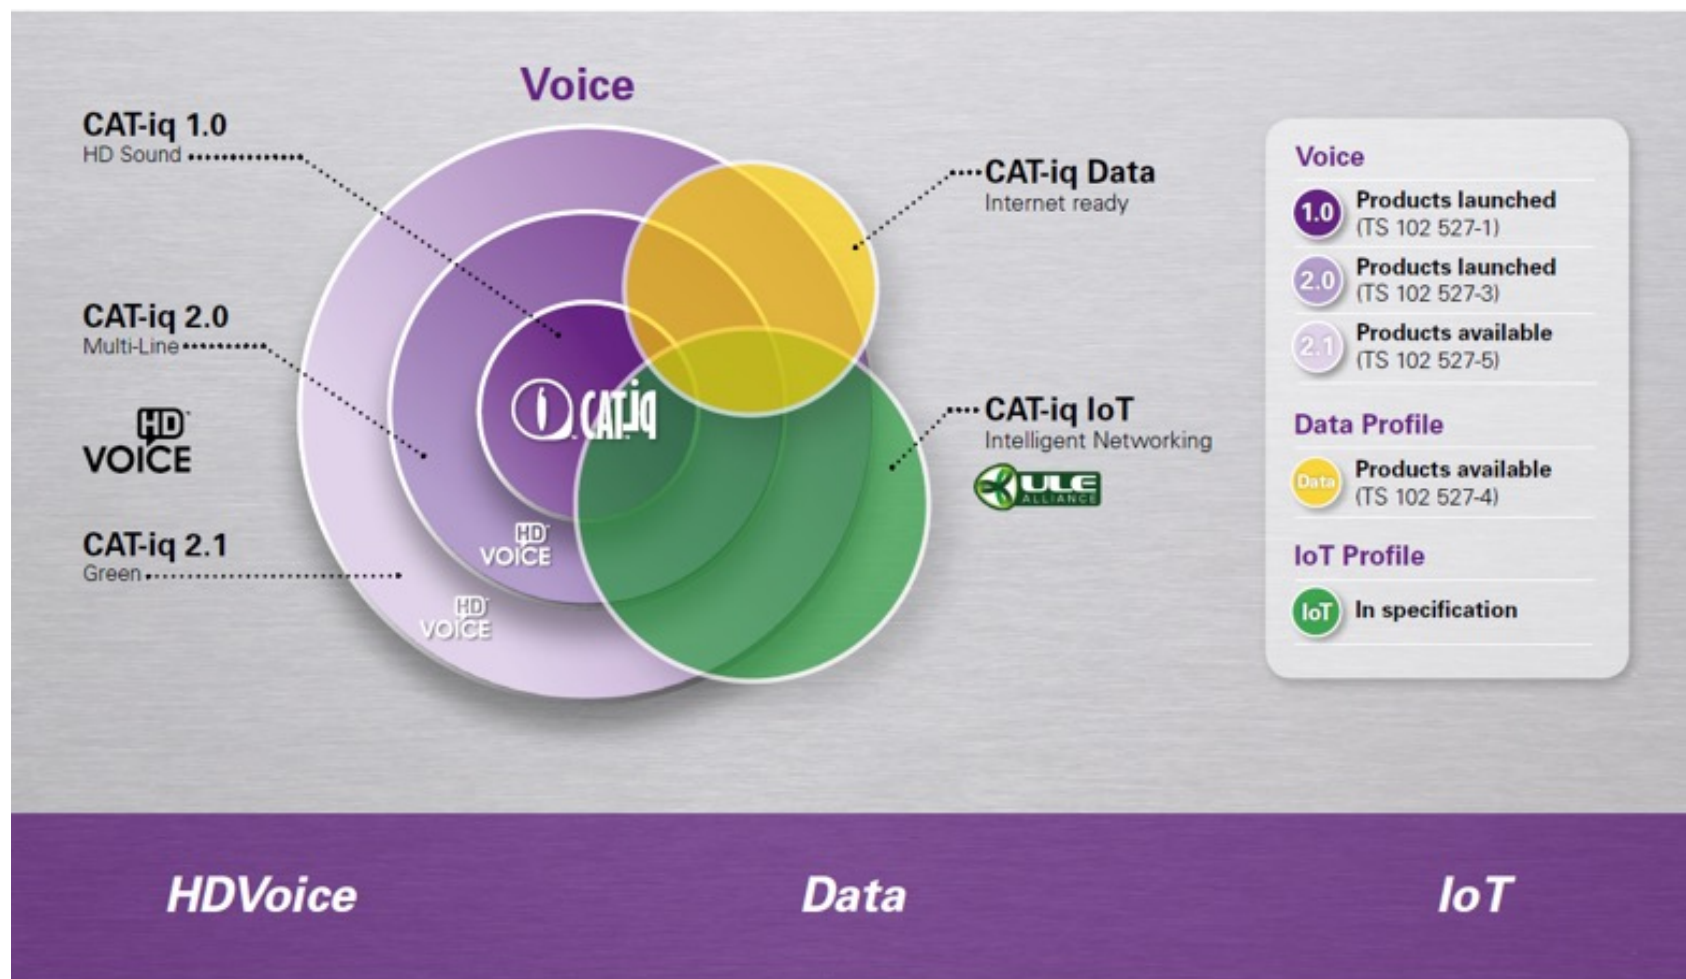 Voice
CAT-iq 1.0
HD Sound
CAT-iq 2.0
Multi-Line
HD
VOICE
CAT-iq 2.1
Green
CAT-iq
HD
VOICE
HD
VOICE
CAT-iq Data
Internet ready
CAT-iq IoT
Intelligent Networking
ULE
ALLIANCE
Voice
1.0 Products launched
(TS 102 527-1)
2.0 Products launched
(TS 102 527-3)
2.1 Products available
(TS 102 527-5)
Data Profile
Data Products available
(TS 102 527-4)
IoT Profile
IoT In specification
HDVoice
Data
IoT